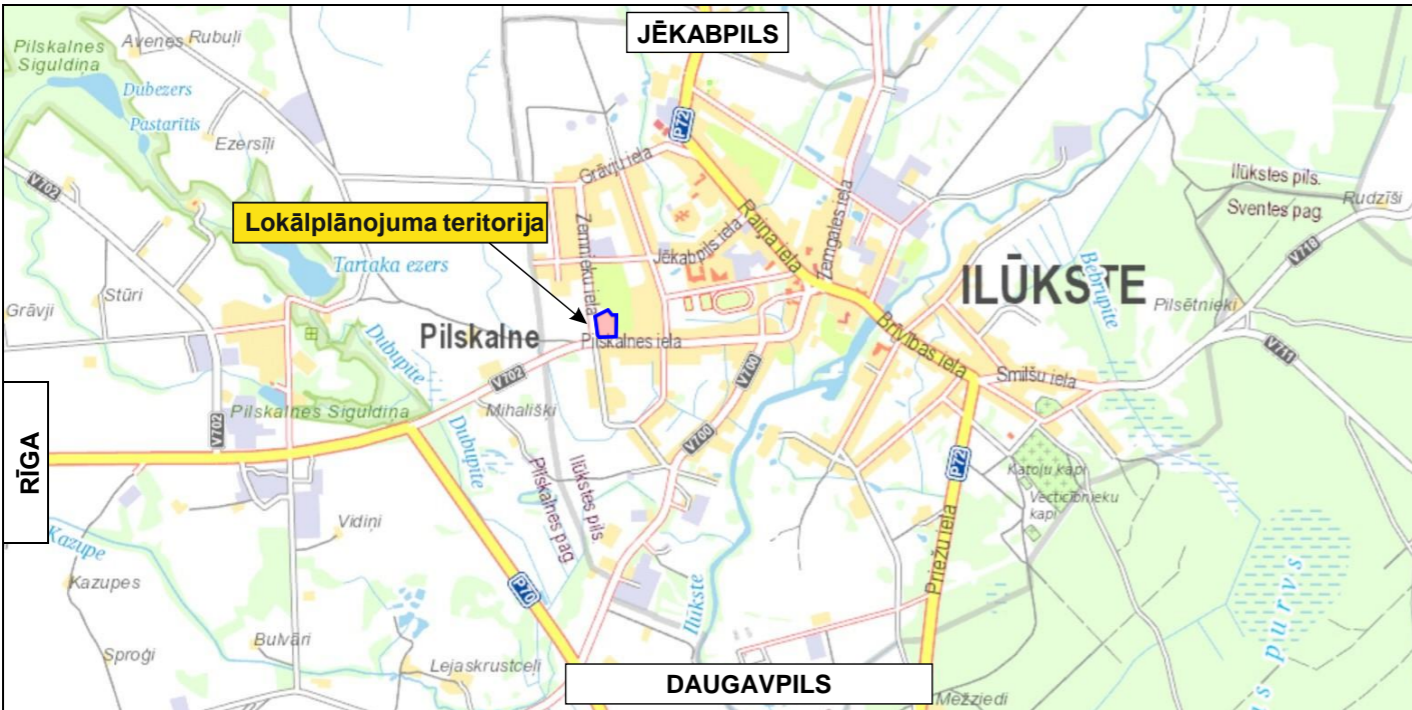 JĒKABPILS
Pilskalnes
Siguldiņa
Avenes
Rubuļi
Dubezers
Pastarītis
Ezersīļi
V702
P72
Grāvju iela
Zemnieku iela
Raiņa iela
Jēkabpils iela
Zemgales iela
Lokālplānojuma teritorija
Tartaka ezers
Stūri
Grāvji
Ilūkstes pils.
Sventes pag.
Rudzīši
V718
Bebrupīte
ILŪKSTE
Pilsētnieki
Pilskalne
Pilskalnes iela
Dubupīte
V702
V700
Brīvības iela
Smilšu iela
V711
RĪGA
V702
Pilskalnes Siguldiņa
Mihališķi
Dubupīte
V700
Pilskalnes pag.
Ilūkstes pils.
P72
Katoļu kapi
Vecticībnieku
kapi
Vidiņi
Kazupe
Kazupes
P70
Ilūkste
Priežu iela
Bulvāri
Sproģi
Lejaskrustceļi
DAUGAVPILS
Mežziedi
s purvs